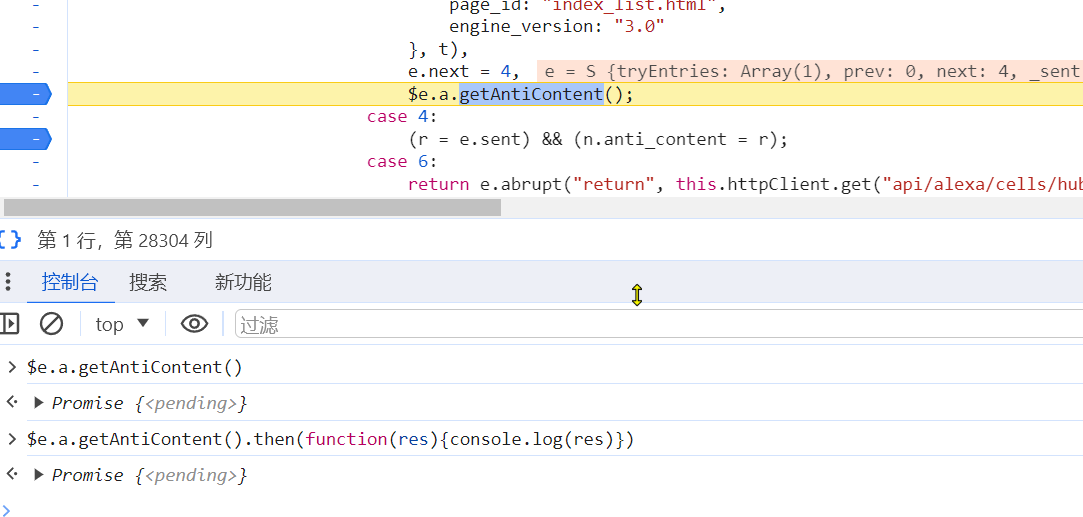 page_id: "index_list.html",
engine_version: "3.0"
}, t),
e.next = 4, e = S {tryEntries: Array(1), prev: 0, next: 4, _sent
$e.a.getAntiContent();
case 4:
(r = e.sent) && (n.anti_content = r);
case 6:
return e.abrupt("return", this.httpClient.get("api/alexa/cells/hub
{} 第 1 行，第 28304 列
控制台 搜索 新功能
top ▼ 过滤
> $e.a.getAntiContent()
▶ Promise {<pending>}
> $e.a.getAntiContent().then(function(res){console.log(res)})
▶ Promise {<pending>}
>